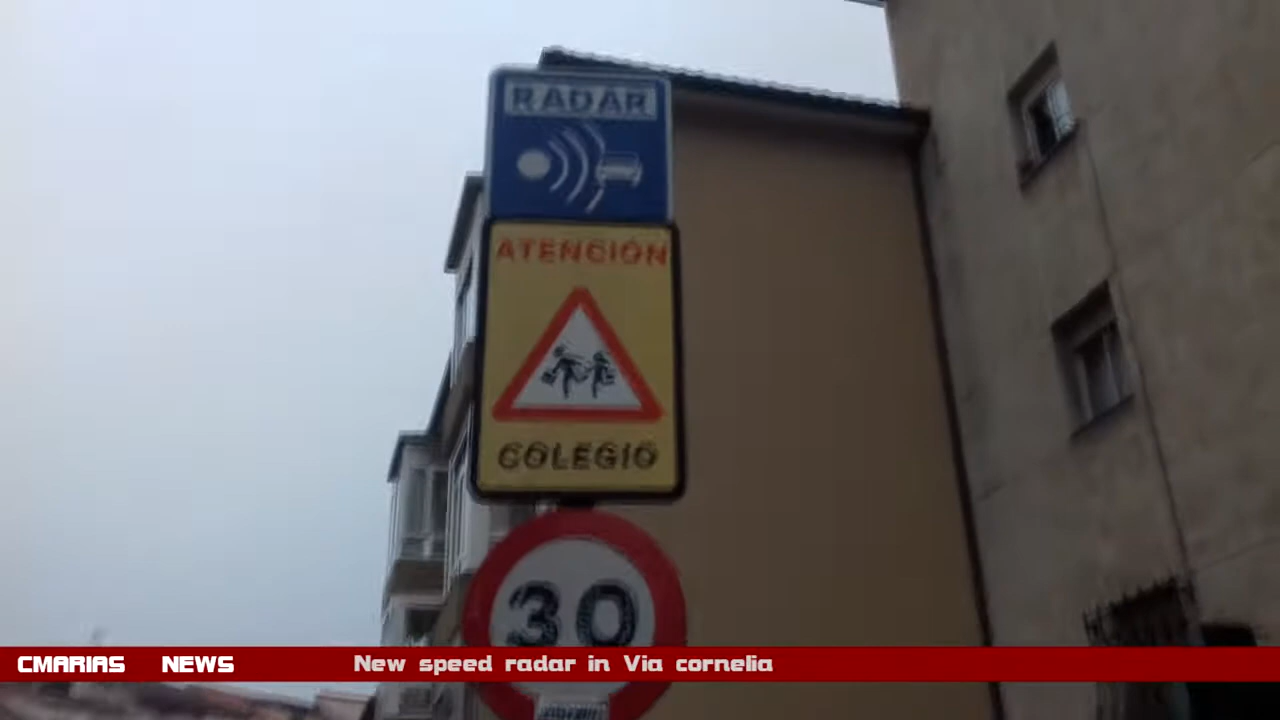 RADAR
ATENCIÓN
COLEGIO
30
CMARIAS NEWS New speed radar in Via cornelia